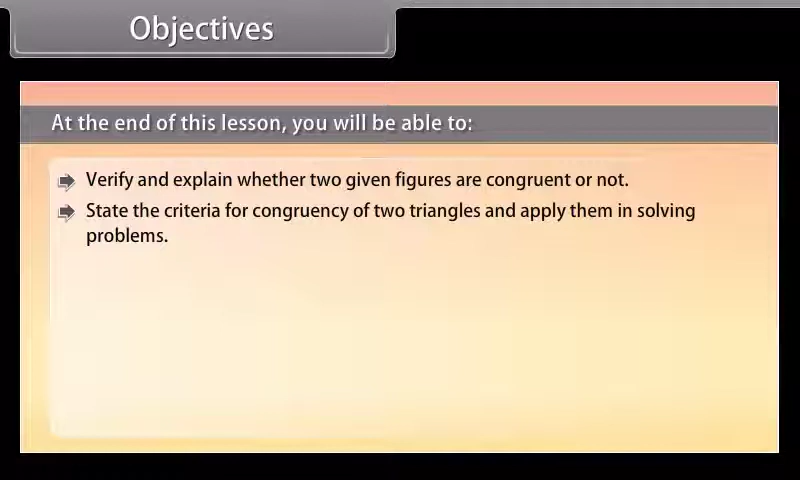 Objectives
At the end of this lesson, you will be able to:
Verify and explain whether two given figures are congruent or not.
State the criteria for congruency of two triangles and apply them in solving
problems.